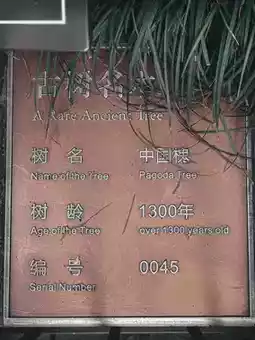 古树名木
A Rare Ancient Tree
树 名 中国槐
Name of the Tree Pagoda Tree
树 龄 1300年
Age of the Tree over 1300 years old
编 号 0045
Serial Number